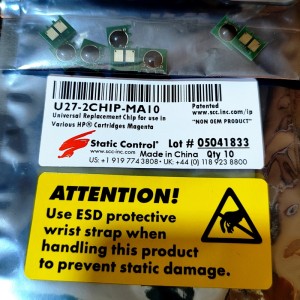 U27-2CHIP-MA10
Patented
www.scc-inc.com/ip
Universal Replacement Chip for use in
Various HP® Cartridges Magenta
"NON OEM PRODUCT"
Static Control®
www.scc-inc.com
Lot # 05041833
Made in China Qty 10
US: +1 919 774 3808 • UK: +44 (0) 118 923 8800
ATTENTION!
Use ESD protective
wrist strap when
handling this product
to prevent static damage.